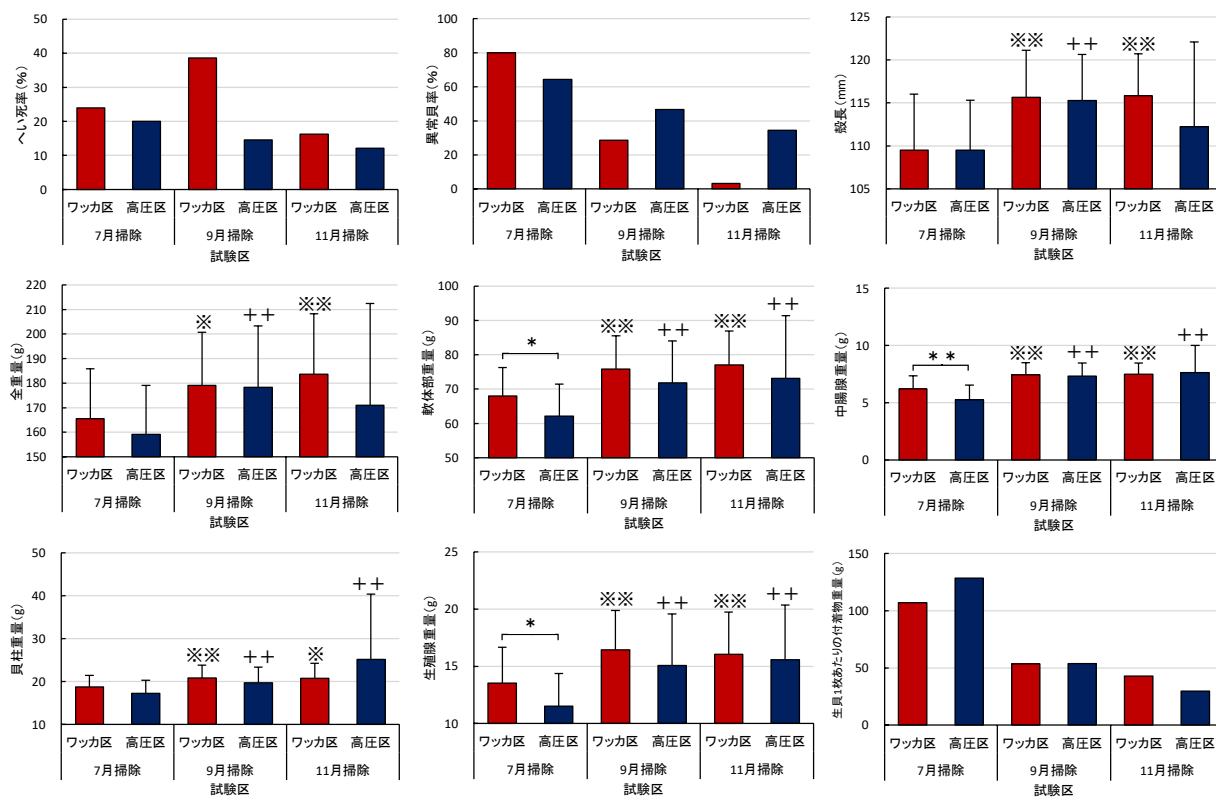 50
40
30
20
10
0
へい死率(%)
ワッカ区 高圧区 ワッカ区 高圧区 ワッカ区 高圧区
7月掃除 9月掃除 11月掃除
試験区
100
80
60
40
20
0
異常貝率(%)
ワッカ区 高圧区 ワッカ区 高圧区 ワッカ区 高圧区
7月掃除 9月掃除 11月掃除
試験区
125
120
115
110
105
殻長(mm)
※※ ++ ※※
ワッカ区 高圧区 ワッカ区 高圧区 ワッカ区 高圧区
7月掃除 9月掃除 11月掃除
試験区
220
210
200
190
180
170
160
150
全重量(g)
※ ++ ※※
ワッカ区 高圧区 ワッカ区 高圧区 ワッカ区 高圧区
7月掃除 9月掃除 11月掃除
試験区
100
90
80
70
60
50
軟体部重量(g)
* ※※ ++ ※※ ++
ワッカ区 高圧区 ワッカ区 高圧区 ワッカ区 高圧区
7月掃除 9月掃除 11月掃除
試験区
15
10
5
0
中腸腺重量(g)
** ※※ ++ ※※ ++
ワッカ区 高圧区 ワッカ区 高圧区 ワッカ区 高圧区
7月掃除 9月掃除 11月掃除
試験区
50
40
30
20
10
貝柱重量(g)
※※ ++ ※ ++
ワッカ区 高圧区 ワッカ区 高圧区 ワッカ区 高圧区
7月掃除 9月掃除 11月掃除
試験区
25
20
15
10
生殖腺重量(g)
* ※※ ++ ※※ ++
ワッカ区 高圧区 ワッカ区 高圧区 ワッカ区 高圧区
7月掃除 9月掃除 11月掃除
試験区
150
100
50
0
生貝1枚あたりの付着物重量(g)
ワッカ区 高圧区 ワッカ区 高圧区 ワッカ区 高圧区
7月掃除 9月掃除 11月掃除
試験区